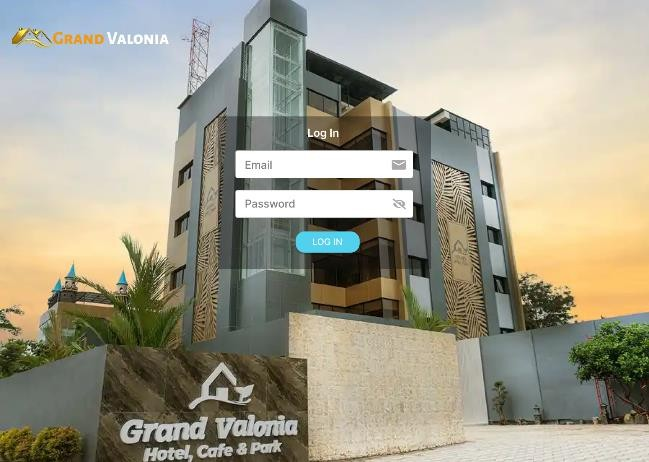 GRAND VALONIA
Log In
Email
Password
LOG IN
Grand Valonia
Hotel, Cafe & Park